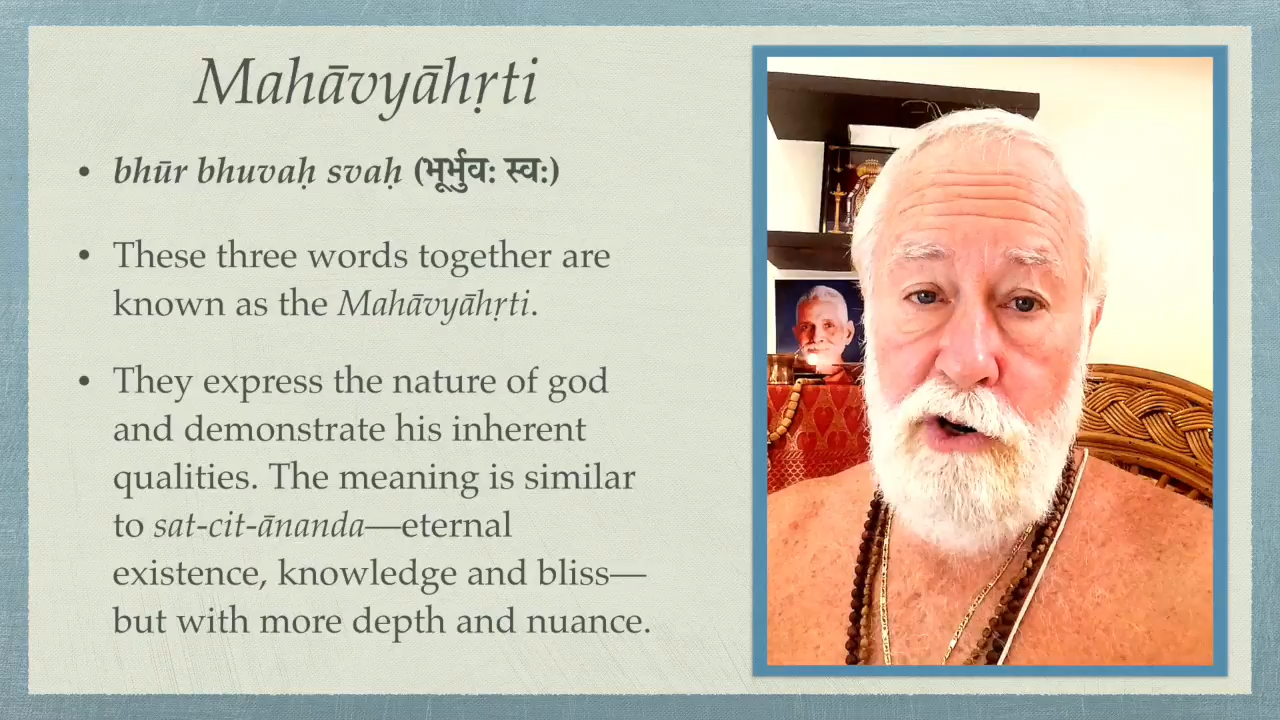 Mahāvyāhṛti
• bhūr bhuvaḥ svaḥ (भूर्भुवः स्वः)
• These three words together are
known as the Mahāvyāhṛti.
• They express the nature of god
and demonstrate his inherent
qualities. The meaning is similar
to sat-cit-ānanda—eternal
existence, knowledge and bliss—
but with more depth and nuance.